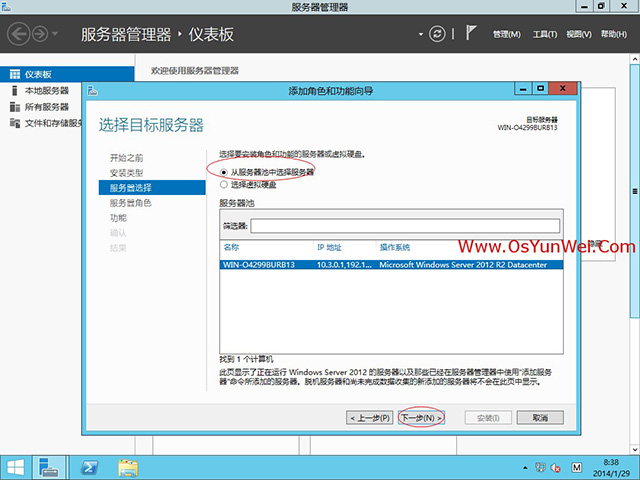 服务器管理器
服务器管理器 • 仪表板
管理(M) 工具(T) 视图(V) 帮助(H)
仪表板
本地服务器
所有服务器
文件和存储服务
欢迎使用服务器管理器
添加角色和功能向导
选择目标服务器
目标服务器
WIN-O4299BURB13
开始之前
安装类型
服务器选择
服务器角色
功能
确认
结果
选择要安装角色和功能的服务器或虚拟硬盘。
从服务器池中选择服务器
选择虚拟硬盘
服务器池
筛选器:
名称 IP 地址 操作系统
WIN-O4299BURB13 10.3.0.1,192.1... Microsoft Windows Server 2012 R2 Datacenter
找到 1 个计算机
此页显示了正在运行 Windows Server 2012 的服务器以及那些已经在服务器管理器中使用"添加服务
器"命令所添加的服务器。脱机服务器和尚未完成数据收集的新添加的服务器将不会在此页中显示。
< 上一步(P) 下一步(N) > 安装(I) 取消
Www.OsYunWei.Com
隐藏
M
8:38
2014/1/29